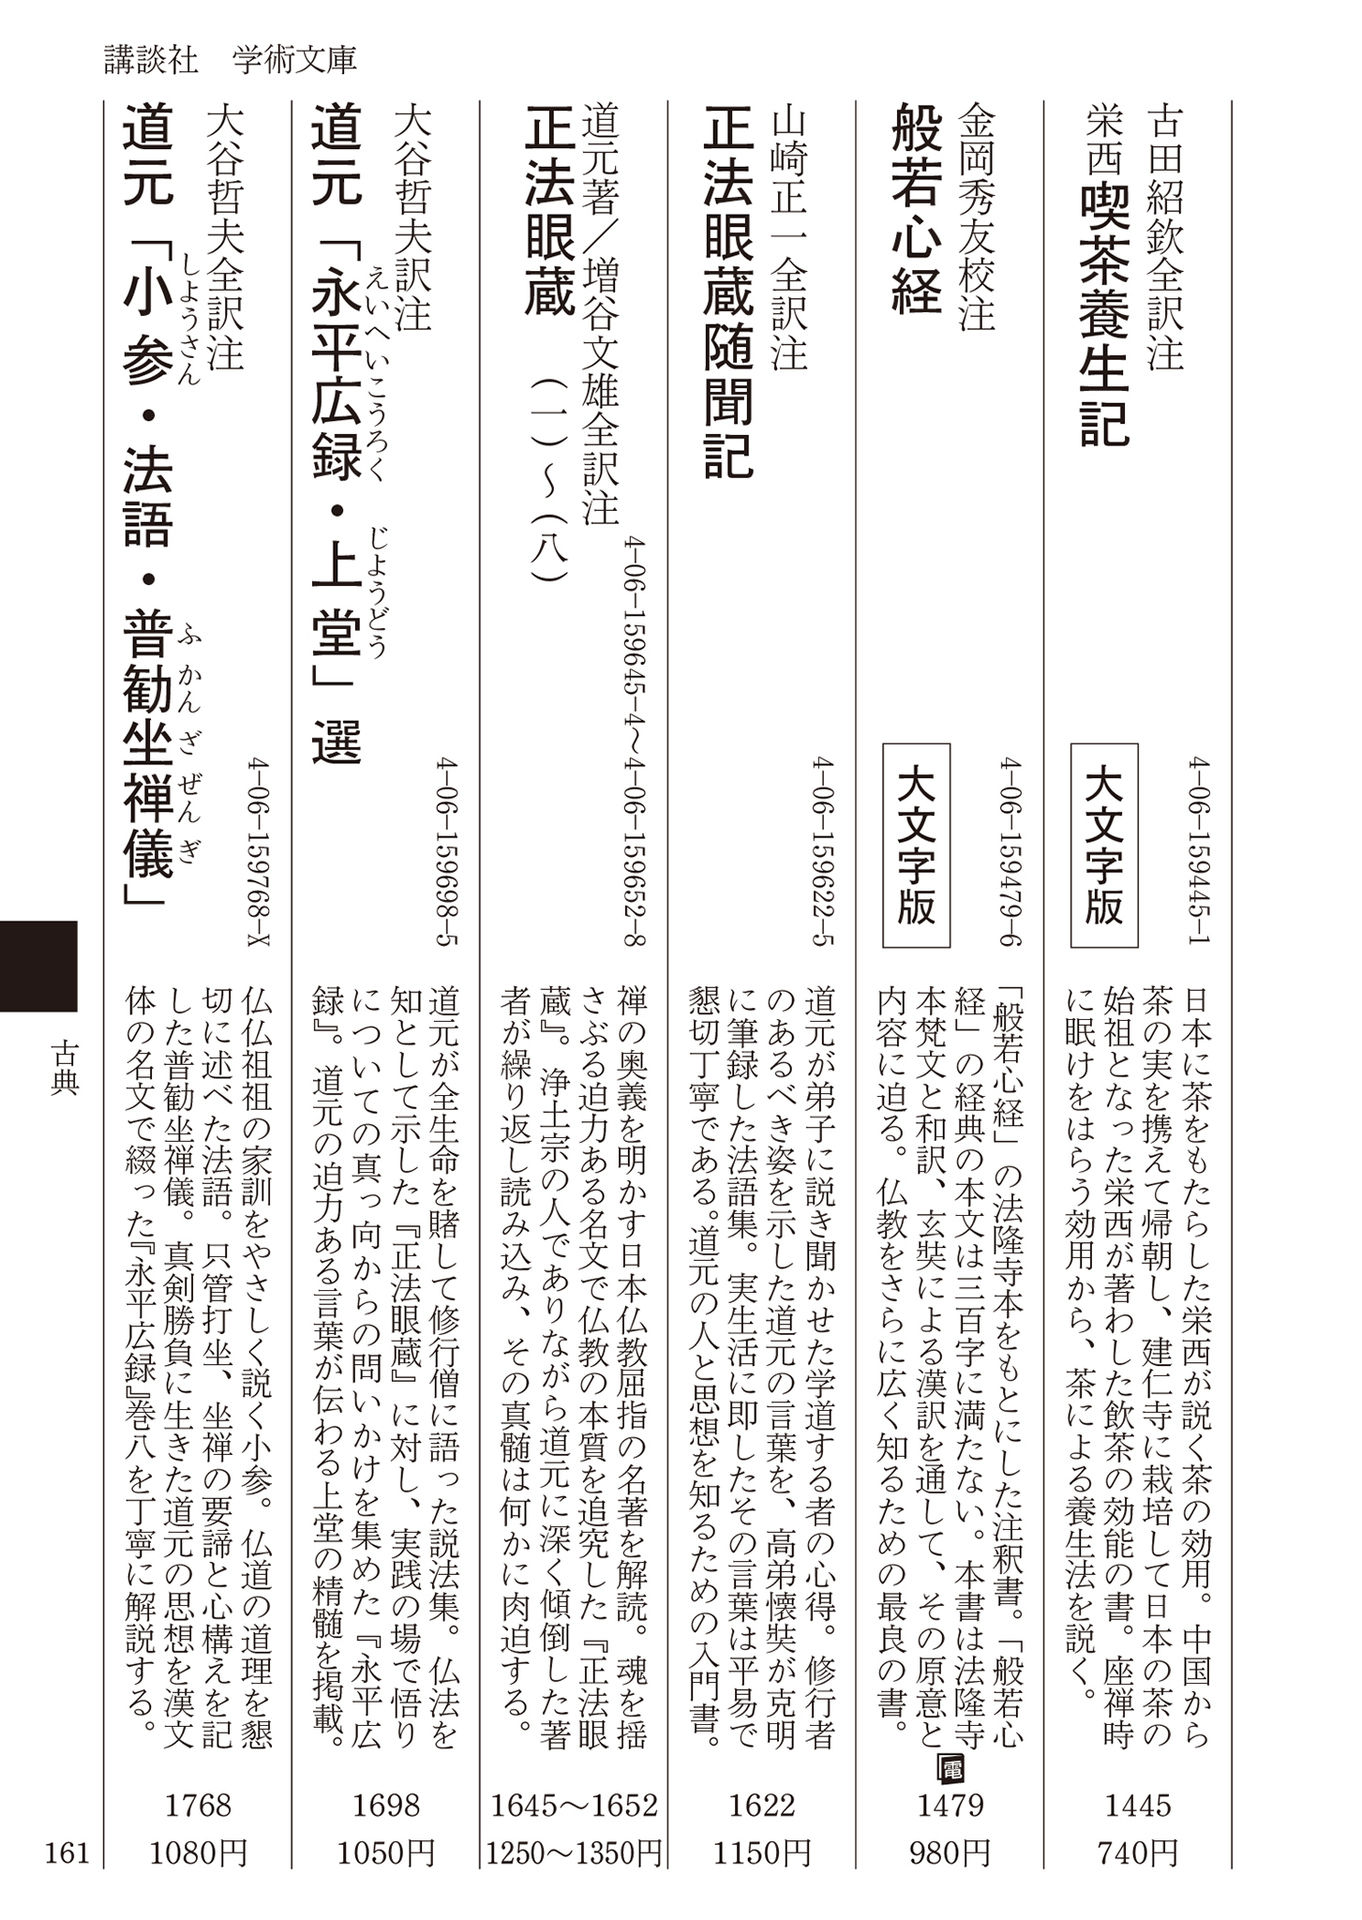 講談社　学術文庫
古田紹欽全訳注
栄西 喫茶養生記
4-06-159445-1
大文字版
日本に茶をもたらした栄西が説く茶の効用。中国から
茶の実を携えて帰朝し、建仁寺に栽培して日本の茶の
始祖となった栄西が著わした飲茶の効能の書。座禅時
に眠けをはらう効用から、茶による養生法を説く。
1445
740円
金岡秀友校注
般若心経
4-06-159479-6
大文字版
「般若心経」の法隆寺本をもとにした注釈書。「般若心
経」の経典の本文は三百字に満たない。本書は法隆寺
本梵文と和訳、玄奘による漢訳を通して、その原意と
内容に迫る。仏教をさらに広く知るための最良の書。
電
1479
980円
山崎正一全訳注
正法眼蔵随聞記
4-06-159622-5
道元が弟子に説き聞かせた学道する者の心得。修行者
のあるべき姿を示した道元の言葉を、高弟懐奘が克明
に筆録した法語集。実生活に即したその言葉は平易で
懇切丁寧である。道元の人と思想を知るための入門書。
1622
1150円
道元著／増谷文雄全訳注
正法眼蔵　（一）〜（八）
4-06-159645-4〜4-06-159652-8
禅の奥義を明かす日本仏教屈指の名著を解読。魂を揺
さぶる迫力ある名文で仏教の本質を追究した『正法眼
蔵』。浄土宗の人でありながら道元に深く傾倒した著
者が繰り返し読み込み、その真髄は何かに肉迫する。
1645〜1652
1250〜1350円
大谷哲夫訳注
えいへいこうろく　じようどう
道元「永平広録・上堂」選
4-06-159698-5
道元が全生命を賭して修行僧に語った説法集。仏法を
知として示した『正法眼蔵』に対し、実践の場で悟り
についての真っ向からの問いかけを集めた『永平広
録』。道元の迫力ある言葉が伝わる上堂の精髄を掲載。
1698
1050円
大谷哲夫全訳注
しようさん　ふ かん ざ ぜん ぎ
道元「小参・法語・普勧坐禅儀」
4-06-159768-X
仏仏祖祖の家訓をやさしく説く小参。仏道の道理を懇
切に述べた法語。只管打坐、坐禅の要諦と心構えを記
した普勧坐禅儀。真剣勝負に生きた道元の思想を漢文
体の名文で綴った『永平広録』巻八を丁寧に解説する。
1768
1080円
古典
161